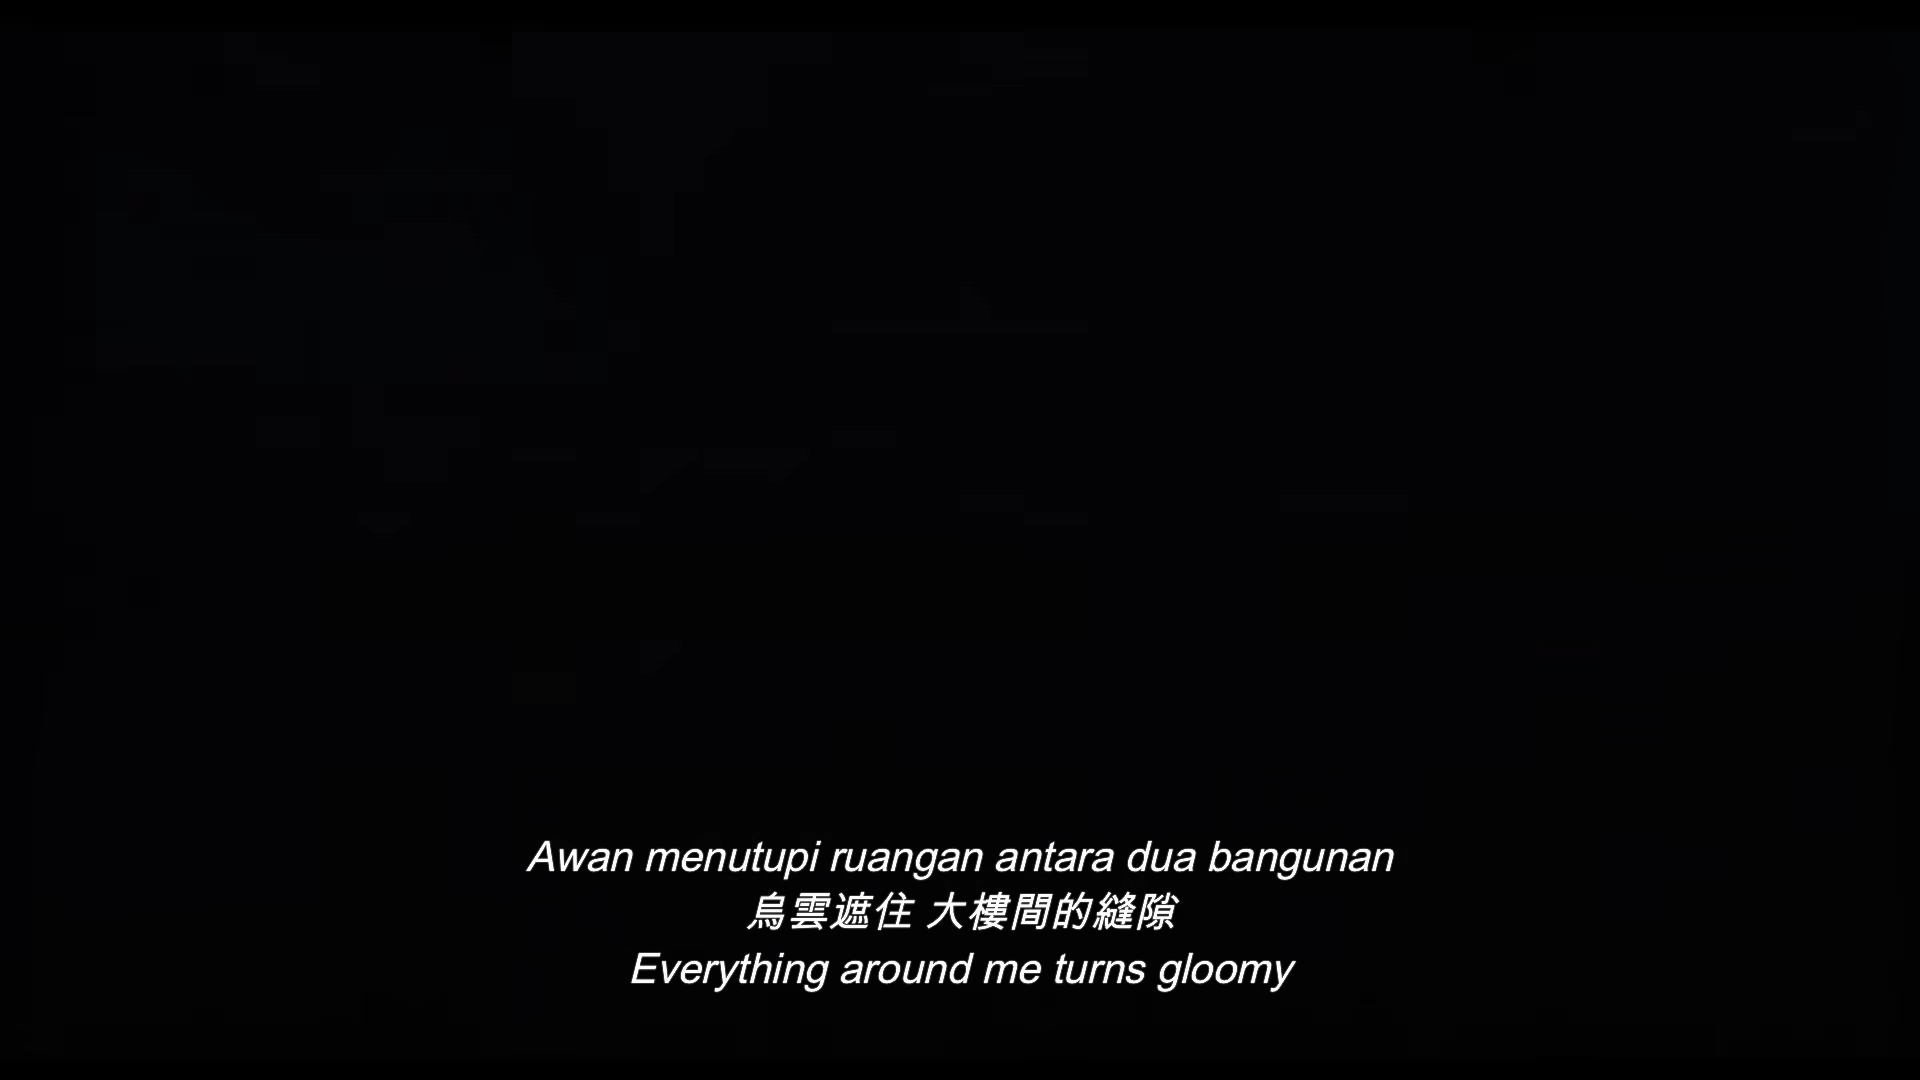 Awan menutupi ruangan antara dua bangunan
烏雲遮住 大樓間的縫隙
Everything around me turns gloomy